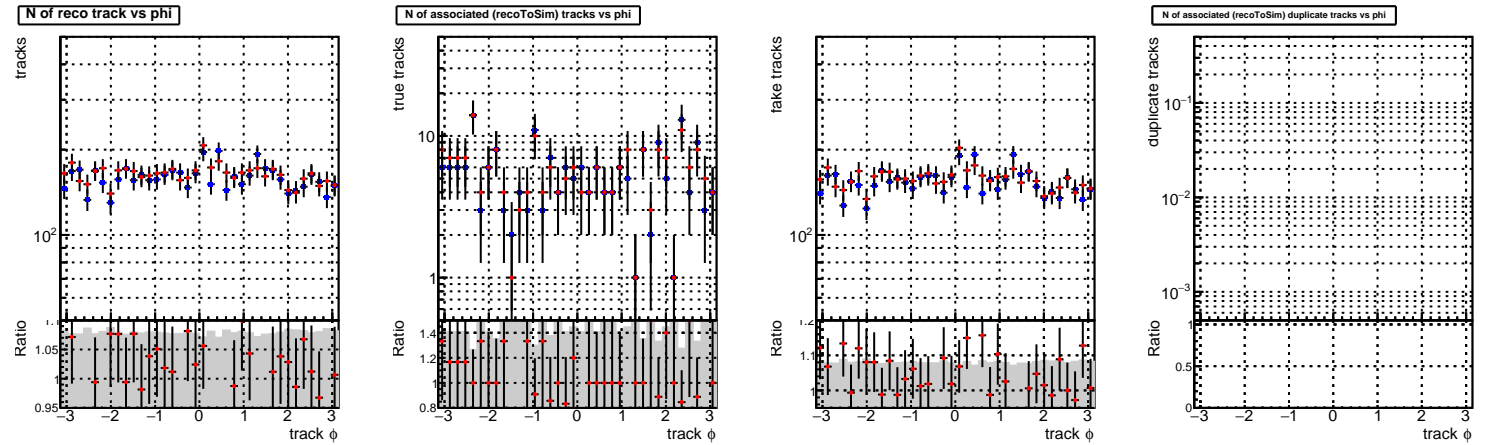 N of reco track vs phi
tracks
10²
Ratio
1.1
1.05
1
0.95
−3 −2 −1 0 1 2 3
track ϕ
N of associated (recoToSim) tracks vs phi
true tracks
10
1
Ratio
1.4
1.2
1
0.8
−3 −2 −1 0 1 2 3
track ϕ
fake tracks
10²
Ratio
1.2
1.1
1
−3 −2 −1 0 1 2 3
track ϕ
N of associated (recoToSim) duplicate tracks vs phi
duplicate tracks
10⁻¹
10⁻²
10⁻³
Ratio
1
0.5
0
−3 −2 −1 0 1 2 3
track ϕ